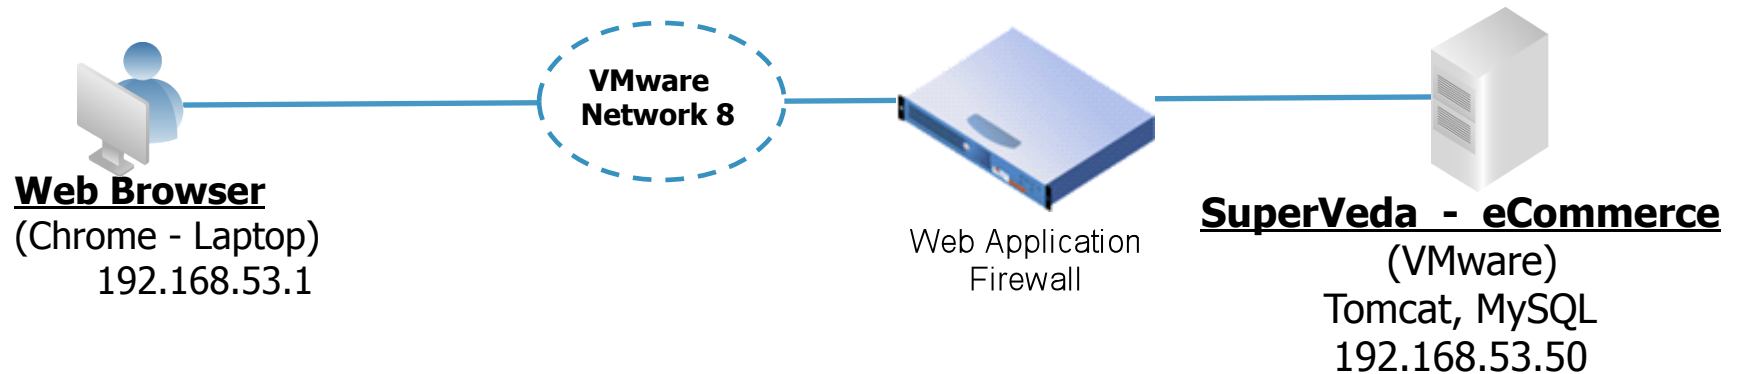 VMware
Network 8
Web Browser
(Chrome - Laptop)
192.168.53.1
Web Application
Firewall
SuperVeda - eCommerce
(VMware)
Tomcat, MySQL
192.168.53.50